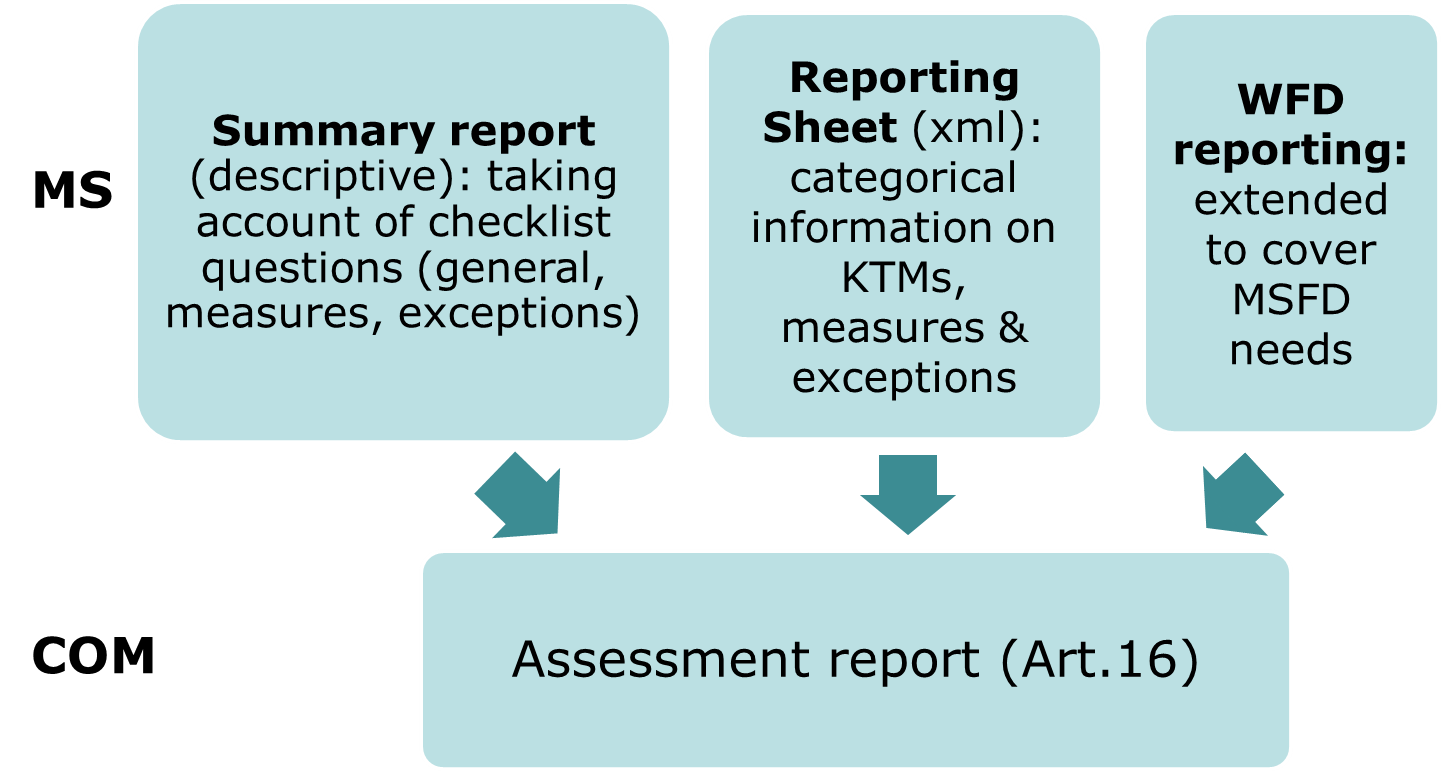 MS
Summary report
(descriptive): taking
account of checklist
questions (general,
measures, exceptions)
Reporting
Sheet (xml):
categorical
information on
KTMs,
measures &
exceptions
WFD
reporting:
extended
to cover
MSFD
needs
COM
Assessment report (Art.16)